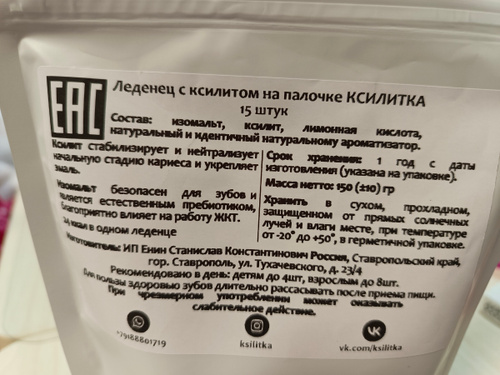 ЕАС
Леденец с ксилитом на палочке КСИЛИТКА
15 штук
Состав: изомальт, ксилит, лимонная кислота,
натуральный и идентичный натуральному ароматизатор.
Ксилит стабилизирует и нейтрализует
начальную стадию кариеса и укрепляет
эмаль.
Изомальт безопасен для зубов и
является естественным пребиотиком,
благоприятно влияет на работу ЖКТ.
24 ккал в одном леденце
Срок хранения: 1 год с даты
изготовления (указана на упаковке).
Масса нетто: 150 (±10) гр
Хранить в сухом, прохладном,
защищенном от прямых солнечных
лучей и влаги месте, при температуре
от -20° до +50°, в герметичной упаковке.
Изготовитель: ИП Енин Станислав Константинович Россия, Ставропольский край,
гор. Ставрополь, ул. Тухачевского, д. 23/4
Рекомендовано в день: детям до 4шт, взрослым до 8шт.
Для пользы здоровью зубов длительно рассасывать после приема пищи.
При чрезмерном употреблении может оказывать
слабительное действие.
+79188801719
ksilitka
vk.com/ksilitka